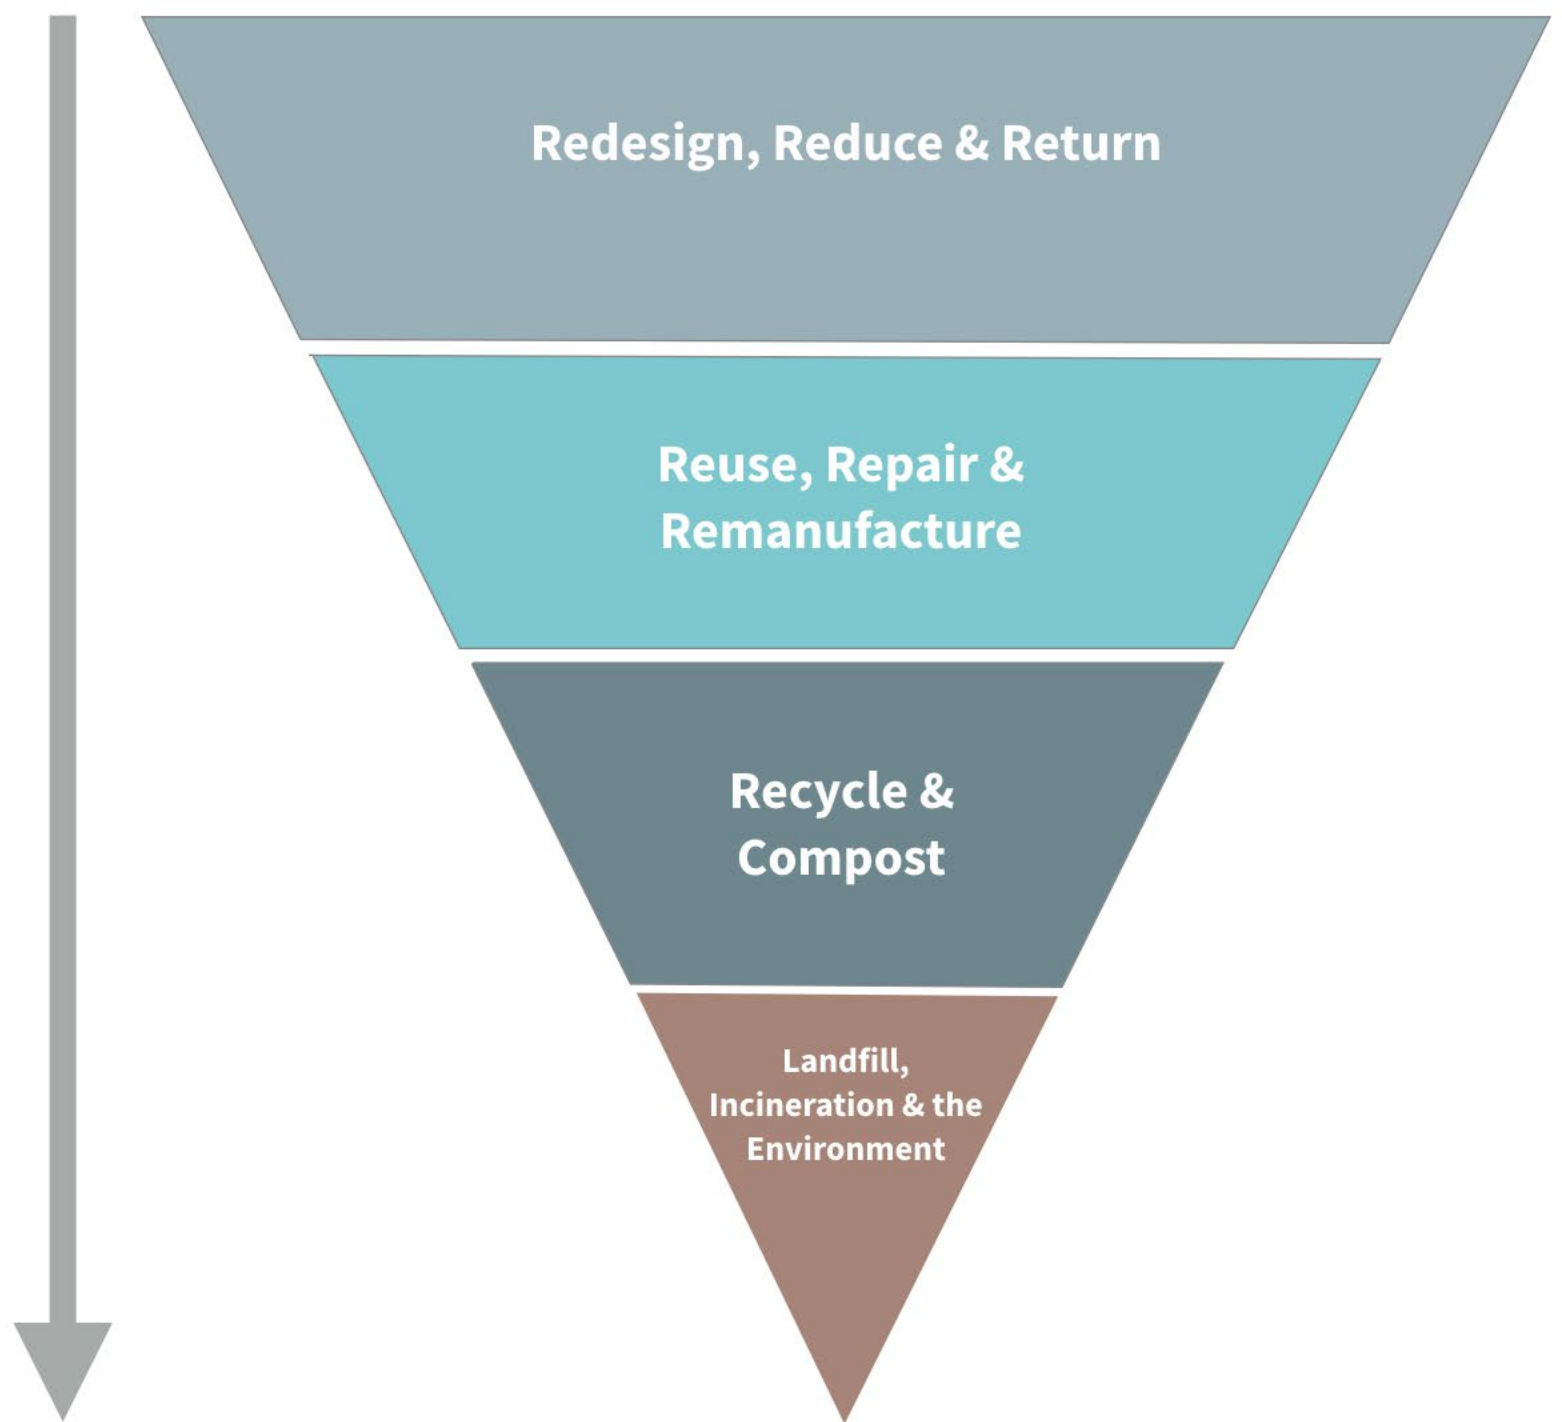 Redesign, Reduce & Return
Reuse, Repair &
Remanufacture
Recycle &
Compost
Landfill,
Incineration & the
Environment